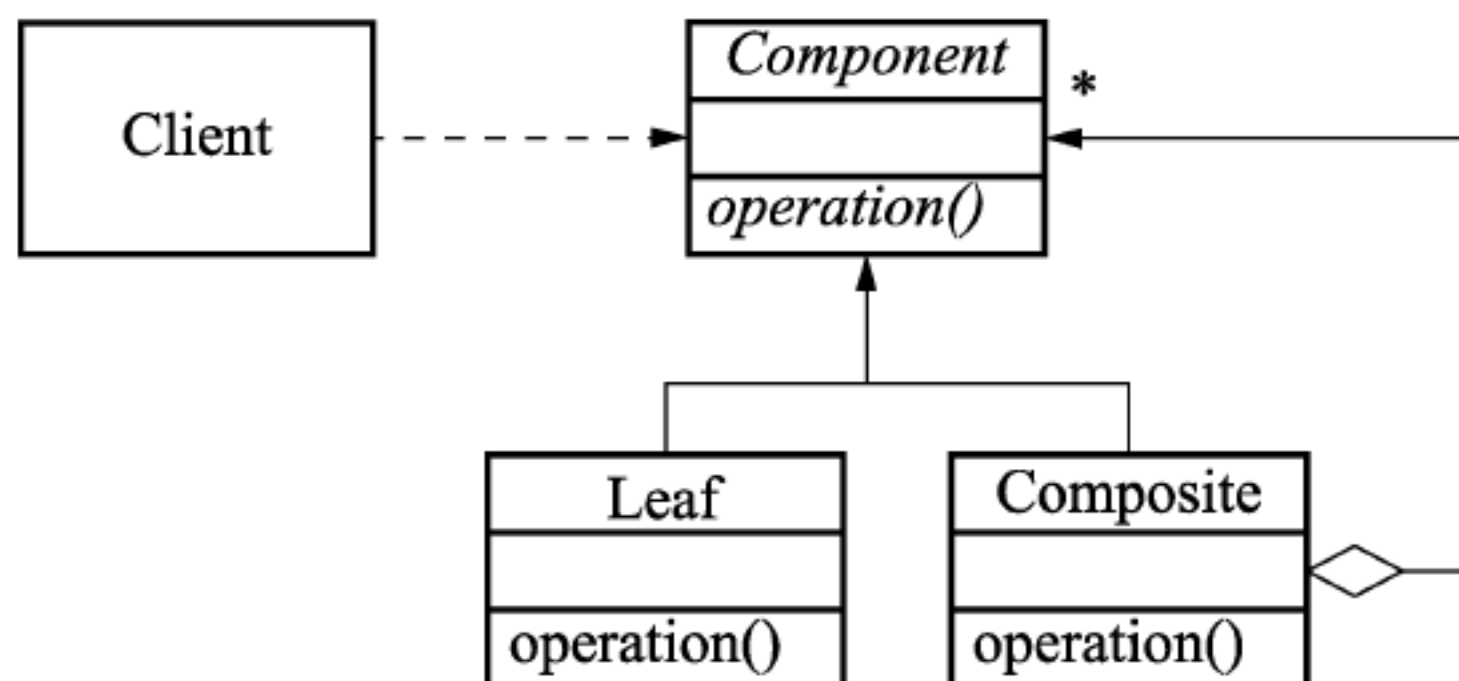 Client
Component
*
operation()
Leaf
operation()
Composite
operation()